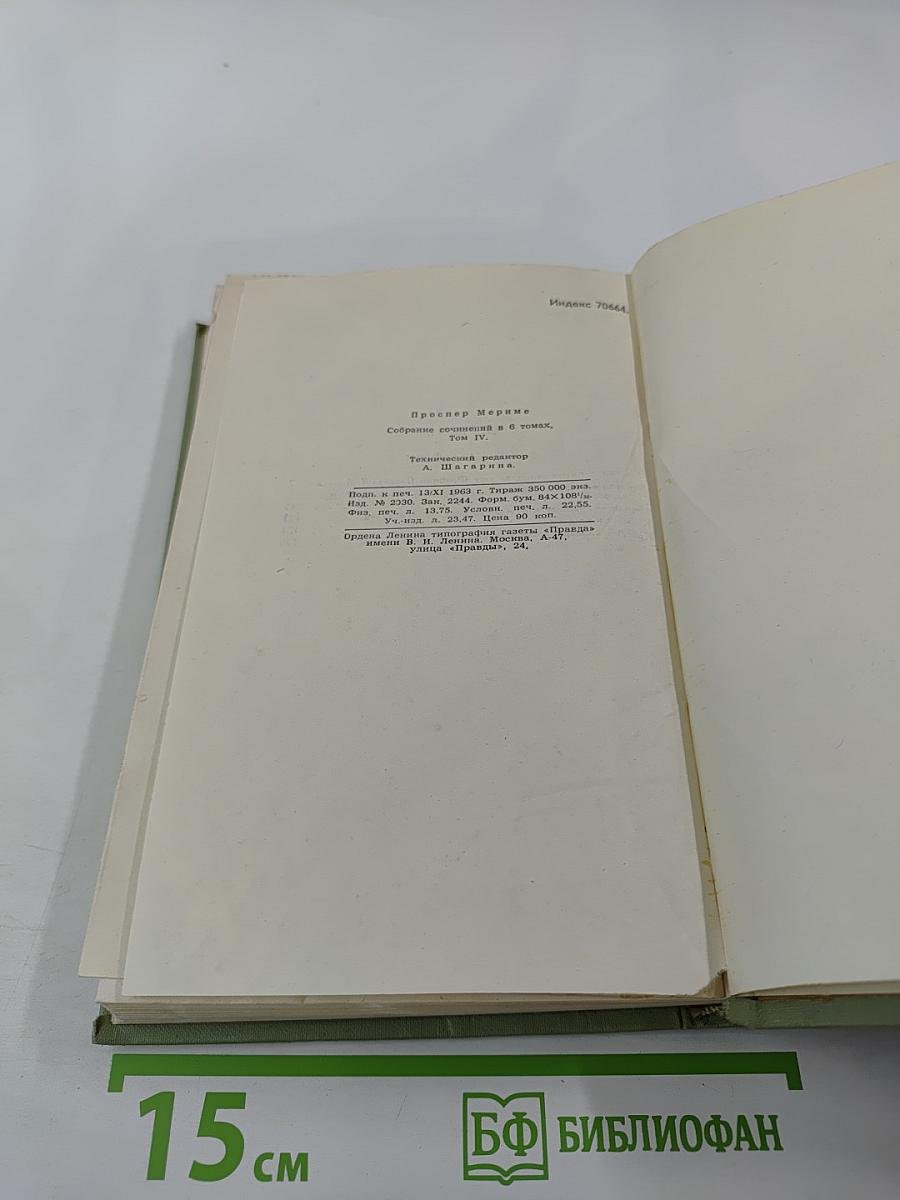 Индекс 70664.
Проспер Мериме
Собрание сочинений в 6 томах.
Том IV.
Технический редактор
А. Шагарина.
Подп. к печ. 13/XI 1963 г. Тираж 350 000 экз.
Изд. № 2030. Зак. 2244. Форм. бум. 84×108¹/₃₂.
Физ. печ. л. 13,75. Условн. печ. л. 22,55.
Уч.-изд. л. 23,47. Цена 90 коп.
Ордена Ленина типография газеты «Правда»
имени В. И. Ленина. Москва, А-47,
улица «Правды», 24.
15 см
БФ БИБЛИОФАН